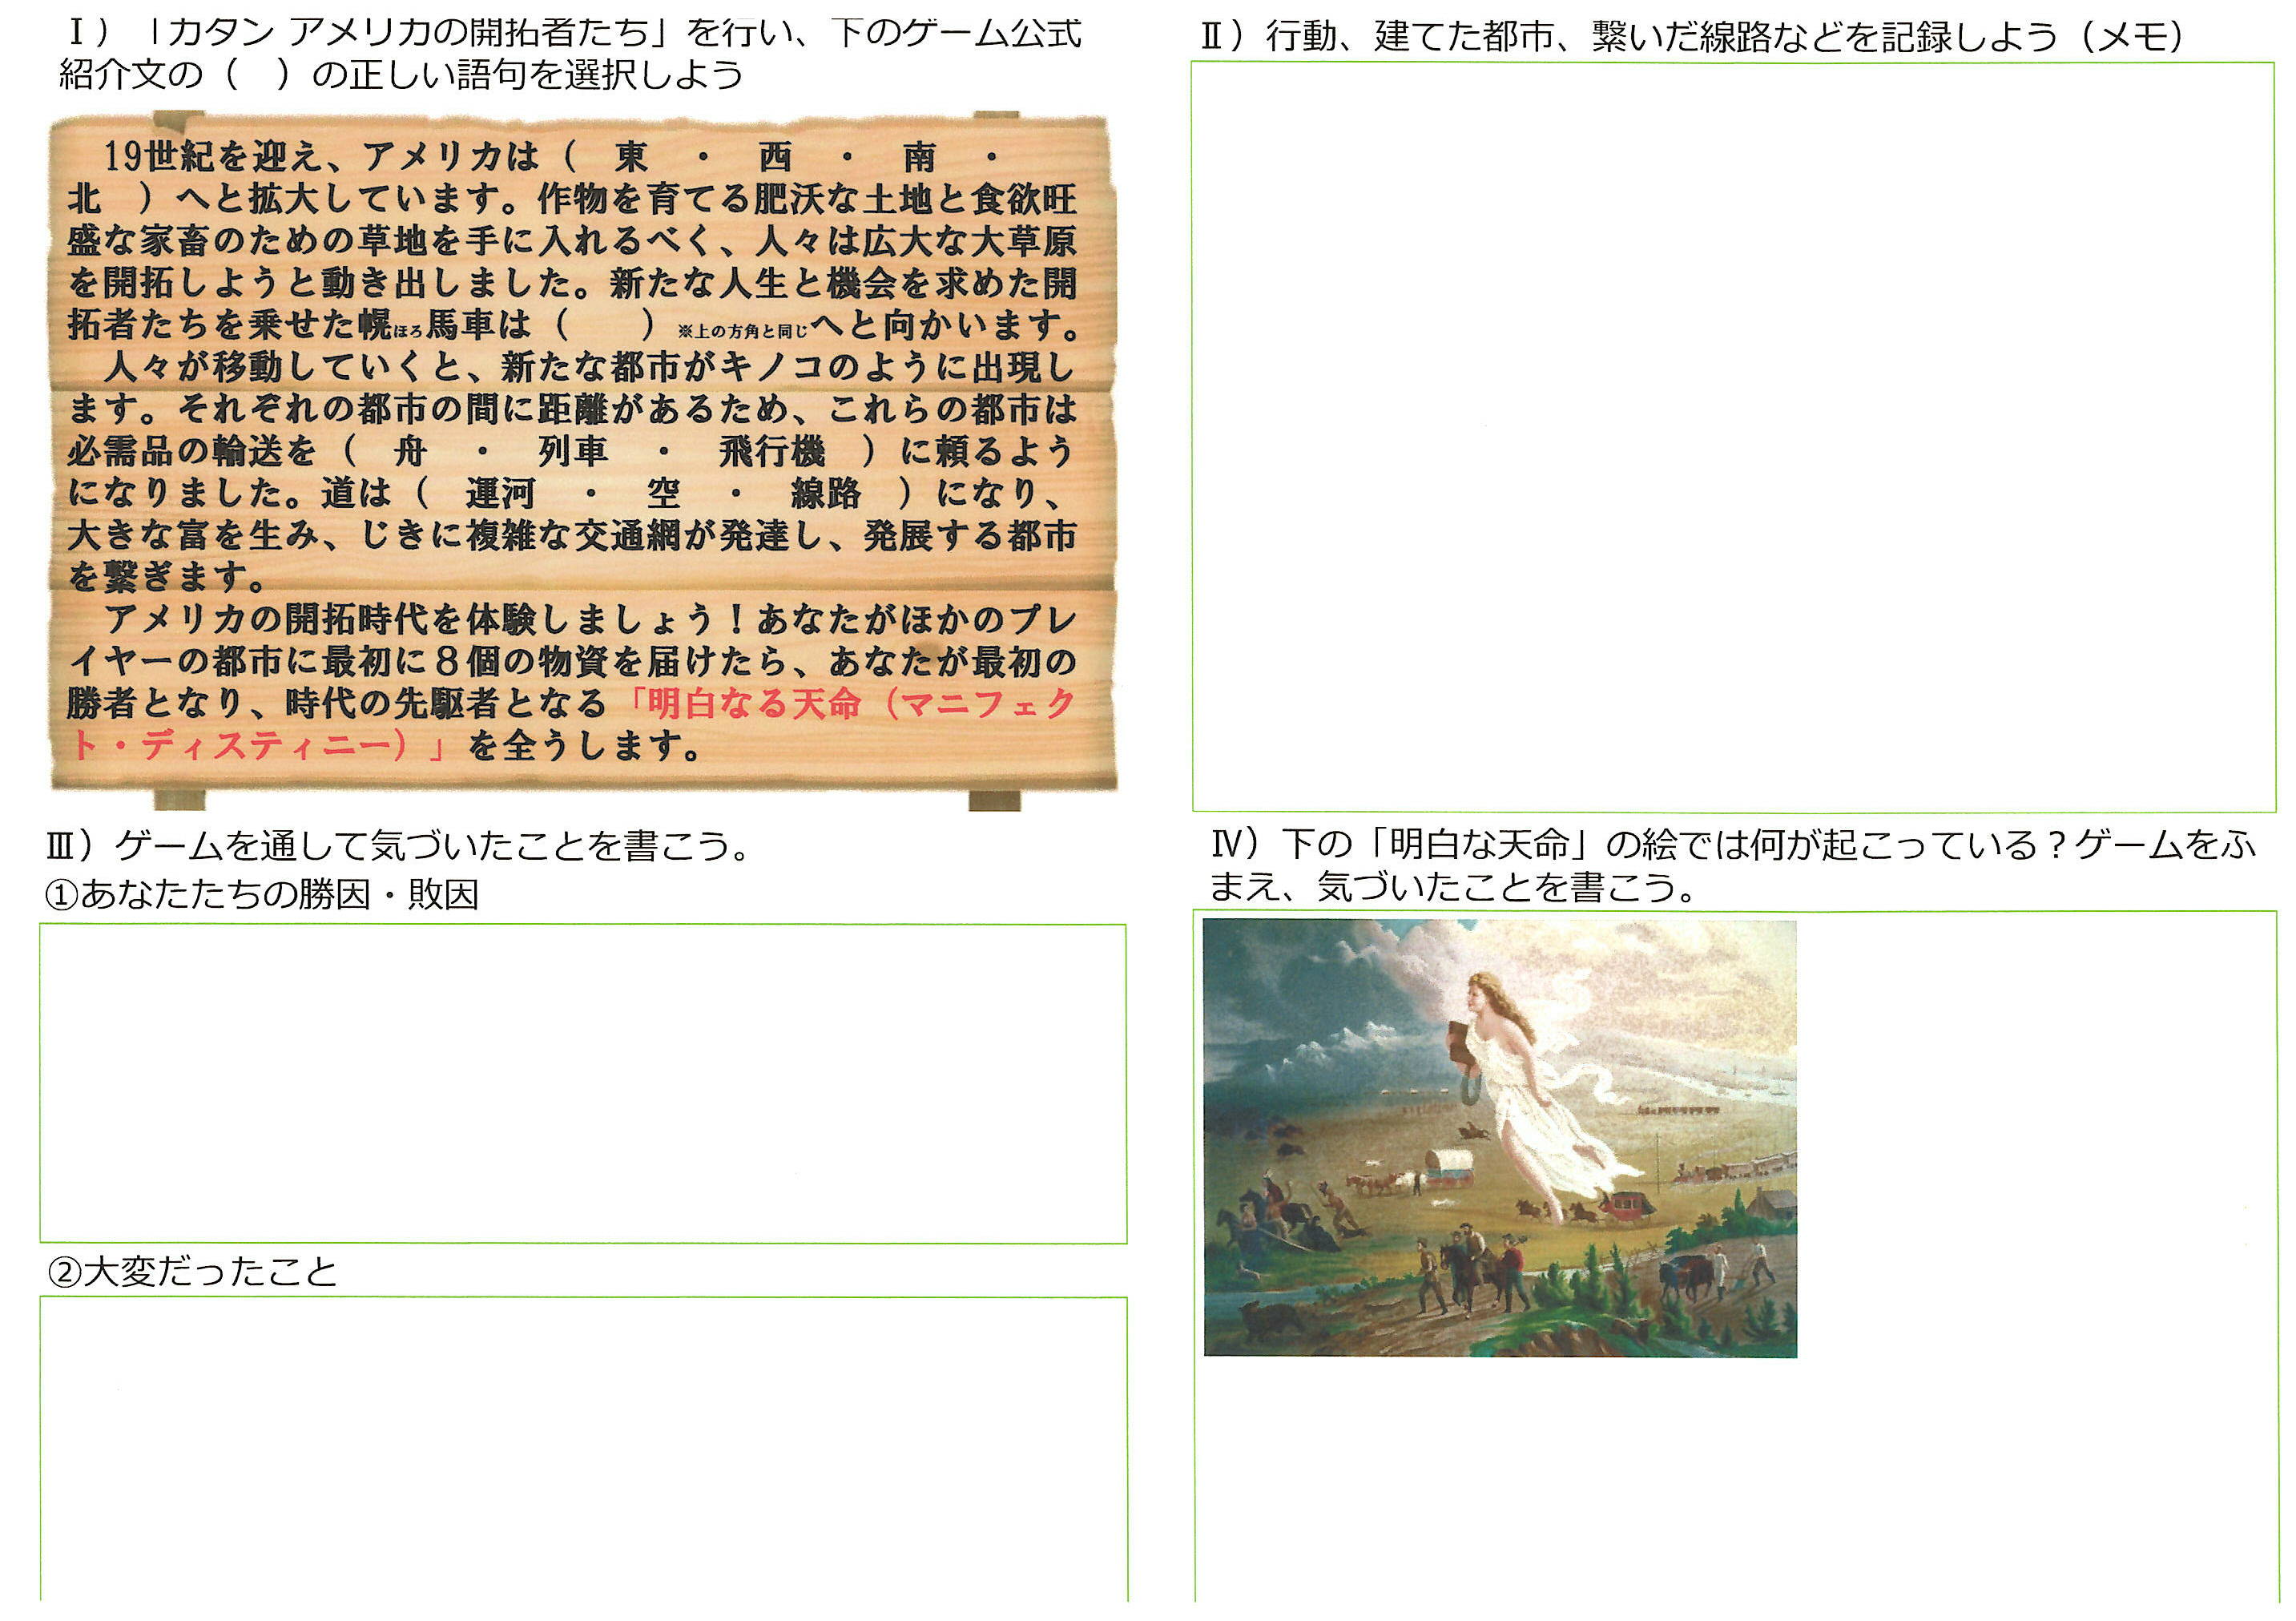 Ⅰ）「カタン アメリカの開拓者たち」を行い、下のゲーム公式
紹介文の（　）の正しい語句を選択しよう
19世紀を迎え、アメリカは（　東　・　西　・　南　・
北　）へと拡大しています。作物を育てる肥沃な土地と食欲旺
盛な家畜のための草地を手に入れるべく、人々は広大な大草原
を開拓しようと動き出しました。新たな人生と機会を求めた開
拓者たちを乗せた幌ほろ馬車は（　　）※上の方角と同じへと向かいます。
人々が移動していくと、新たな都市がキノコのように出現し
ます。それぞれの都市の間に距離があるため、これらの都市は
必需品の輸送を（　舟　・　列車　・　飛行機　）に頼るよう
になりました。道は（　運河　・　空　・　線路　）になり、
大きな富を生み、じきに複雑な交通網が発達し、発展する都市
を繋ぎます。
アメリカの開拓時代を体験しましょう！あなたがほかのプレ
イヤーの都市に最初に８個の物資を届けたら、あなたが最初の
勝者となり、時代の先駆者となる「明白なる天命（マニフェク
ト・ディスティニー）」を全うします。
Ⅱ）行動、建てた都市、繋いだ線路などを記録しよう（メモ）
Ⅲ）ゲームを通して気づいたことを書こう。
①あなたたちの勝因・敗因
②大変だったこと
Ⅳ）下の「明白な天命」の絵では何が起こっている？ゲームをふ
まえ、気づいたことを書こう。